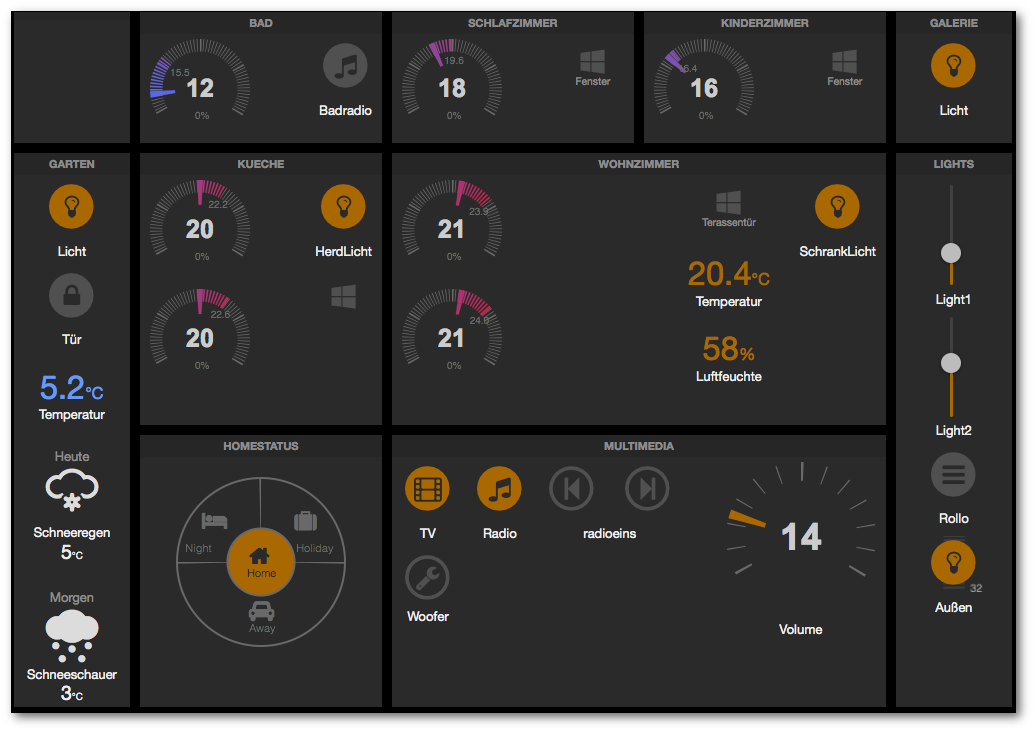 BAD
15.5
12
0%
Badradio
SCHLAFZIMMER
19.6
18
0%
Fenster
KINDERZIMMER
16
0%
Fenster
GALERIE
Licht
GARTEN
Licht
Tür
5.2°C
Temperatur
Heute
Schneeregen
5°C
Morgen
Schneeschauer
3°C
KUECHE
22.2
20
0%
HerdLicht
22.6
20
0%
WOHNZIMMER
23.9
21
0%
24.8
21
0%
Terassentür
SchrankLicht
20.4°C
Temperatur
58%
Luftfeuchte
LIGHTS
Light1
Light2
Rollo
32
Außen
HOMESTATUS
Night
Holiday
Home
Away
MULTIMEDIA
TV
Radio
radioeins
Woofer
14
Volume